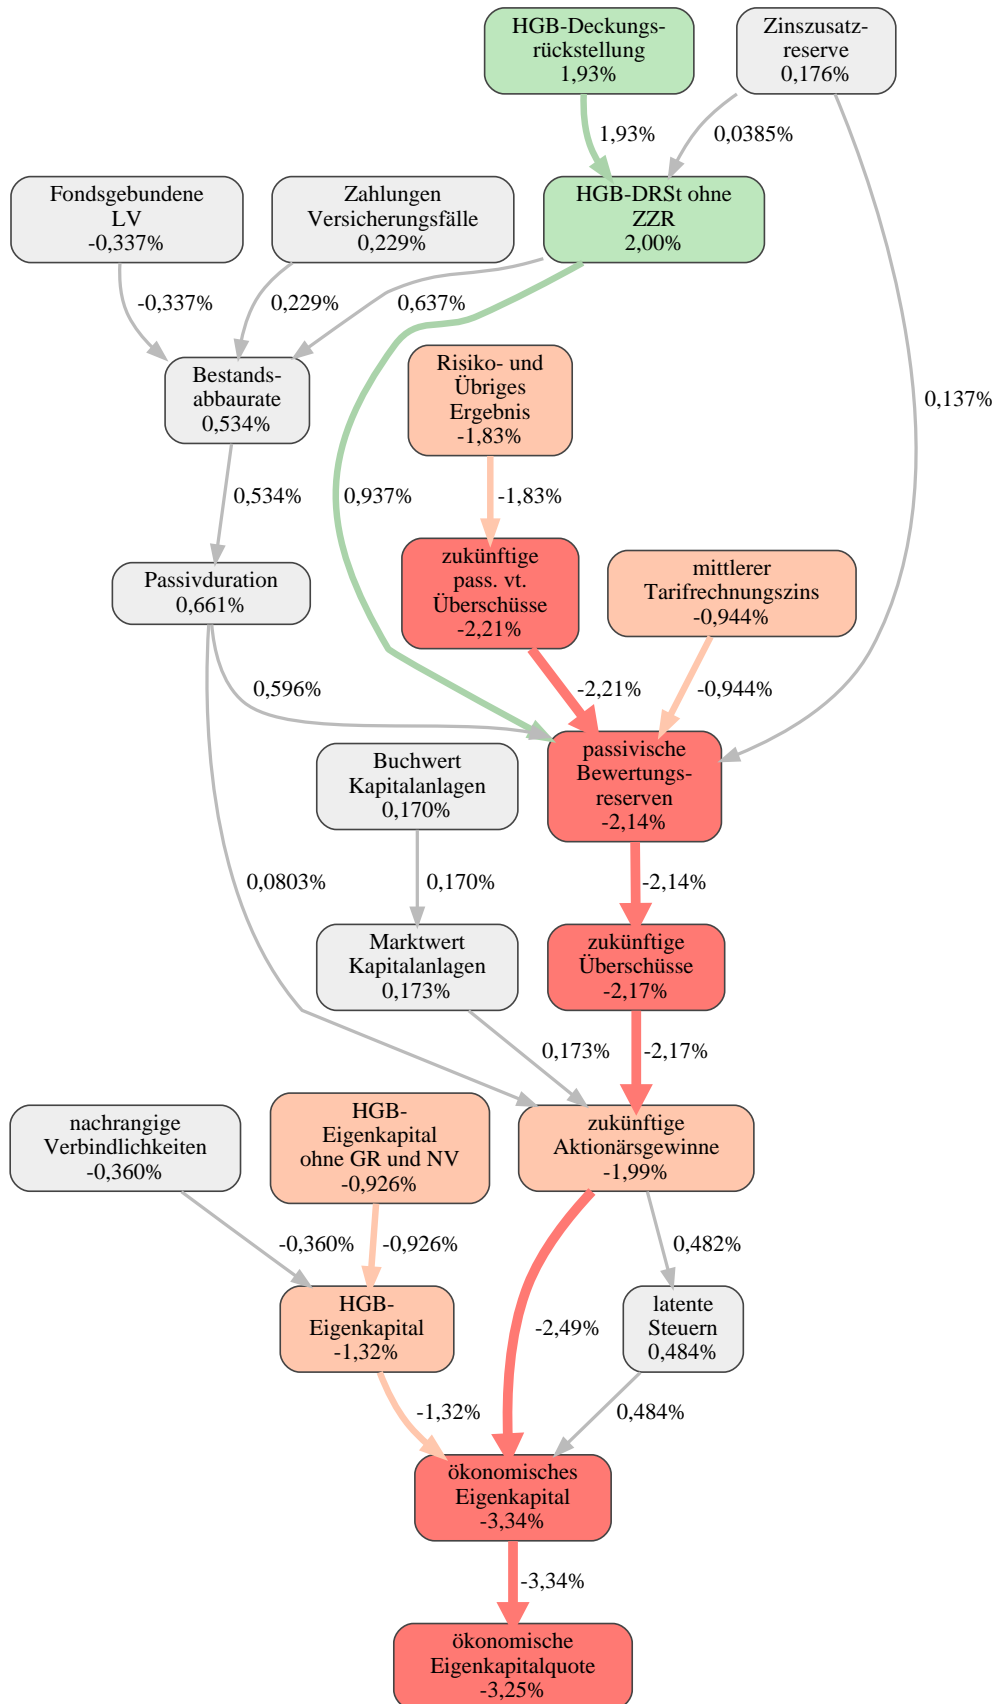 HGB-Deckungs-
rückstellung
1,93%
Zinszusatz-
reserve
0,176%
1,93%
0,0385%
Fondsgebundene
LV
-0,337%
Zahlungen
Versicherungsfälle
0,229%
HGB-DRSt ohne
ZZR
2,00%
-0,337%
0,229%
0,637%
Bestands-
abbaurate
0,534%
Risiko- und
Übriges
Ergebnis
-1,83%
0,137%
0,534%
0,937%
-1,83%
Passivduration
0,661%
zukünftige
pass. vt.
Überschüsse
-2,21%
mittlerer
Tarifrechnungszins
-0,944%
0,596%
-2,21%
-0,944%
Buchwert
Kapitalanlagen
0,170%
passivische
Bewertungs-
reserven
-2,14%
0,0803%
0,170%
-2,14%
Marktwert
Kapitalanlagen
0,173%
zukünftige
Überschüsse
-2,17%
0,173%
-2,17%
nachrangige
Verbindlichkeiten
-0,360%
HGB-
Eigenkapital
ohne GR und NV
-0,926%
zukünftige
Aktionärsgewinne
-1,99%
-0,360%
-0,926%
0,482%
HGB-
Eigenkapital
-1,32%
-2,49%
latente
Steuern
0,484%
-1,32%
0,484%
ökonomisches
Eigenkapital
-3,34%
-3,34%
ökonomische
Eigenkapitalquote
-3,25%